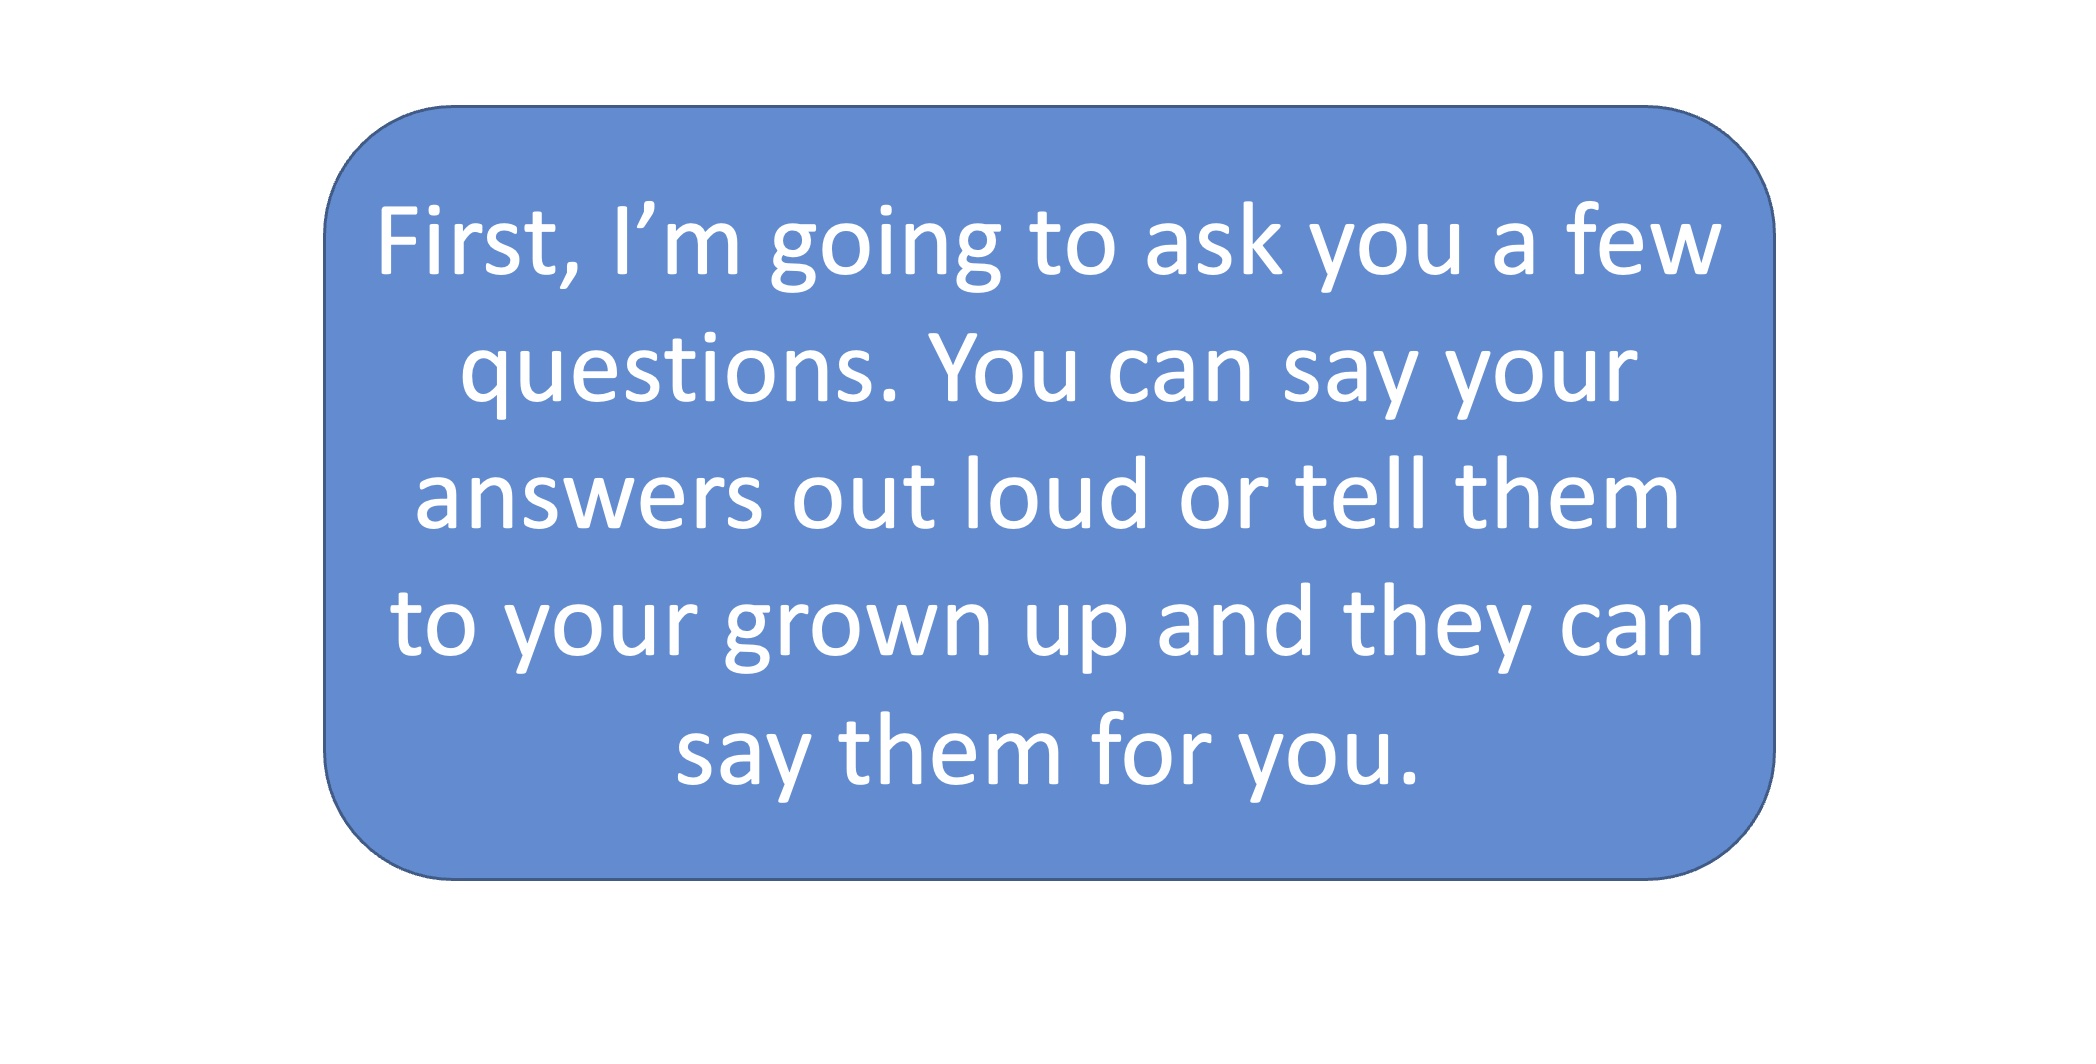 First, I’m going to ask you a few
questions. You can say your
answers out loud or tell them
to your grown up and they can
say them for you.